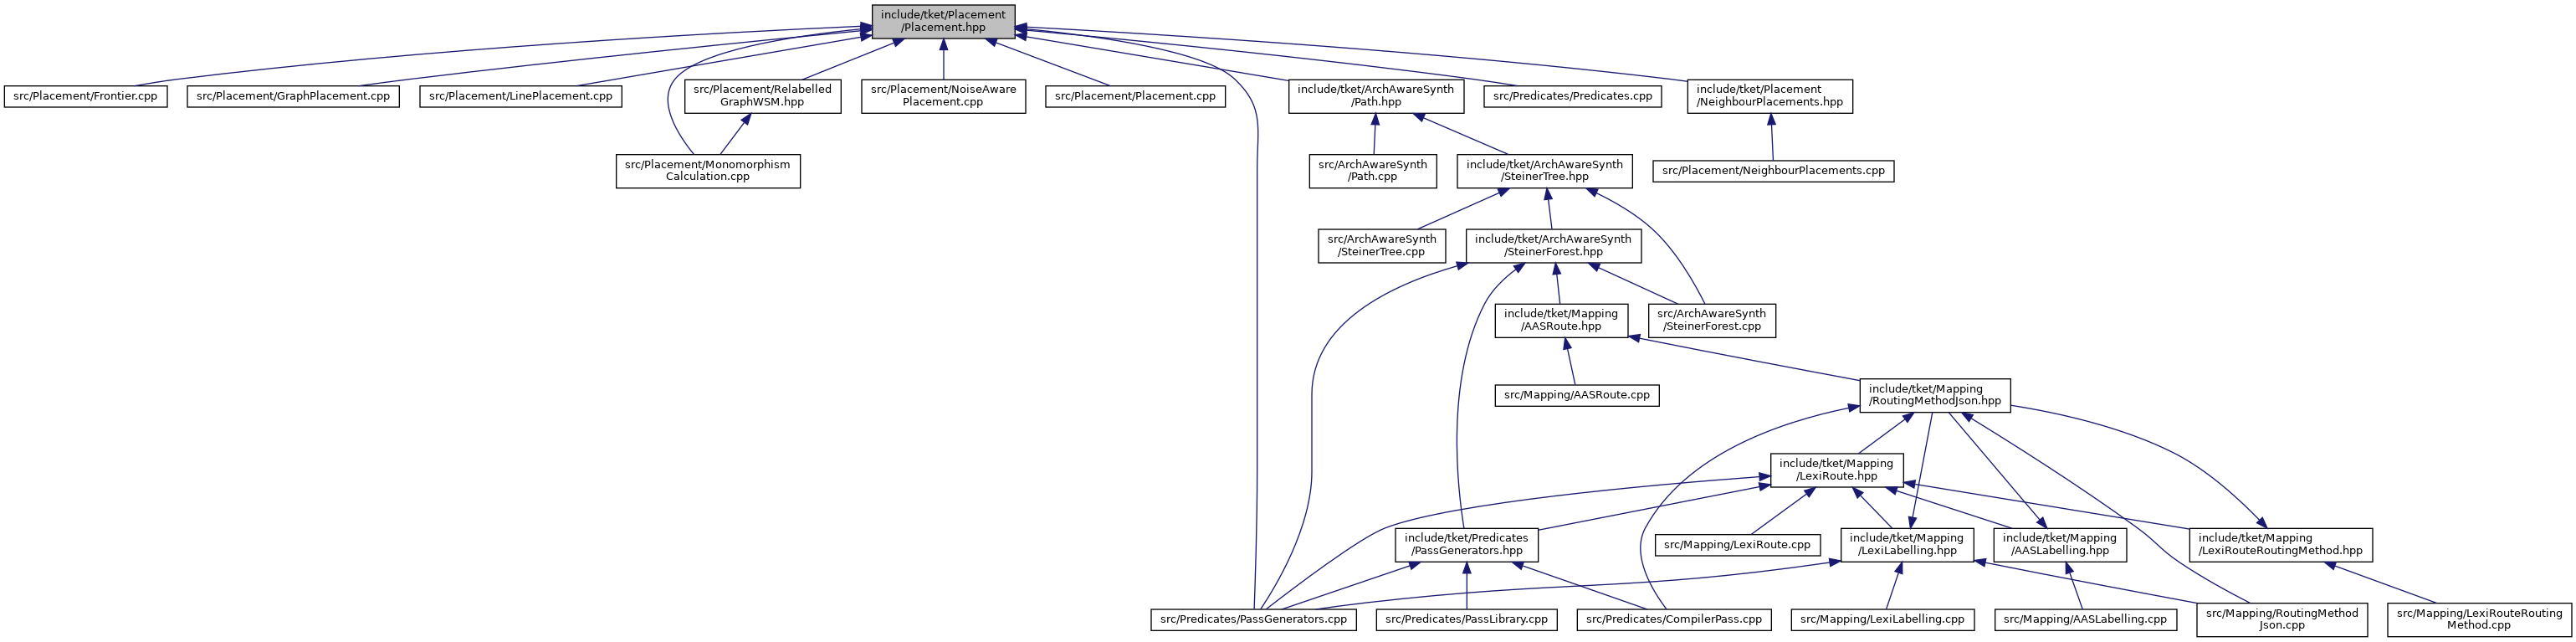 include/tket/Placement
/Placement.hpp
src/Placement/Frontier.cpp
src/Placement/GraphPlacement.cpp
src/Placement/LinePlacement.cpp
src/Placement/Relabelled
GraphWSM.hpp
src/Placement/NoiseAware
Placement.cpp
src/Placement/Placement.cpp
include/tket/ArchAwareSynth
/Path.hpp
src/Predicates/Predicates.cpp
include/tket/Placement
/NeighbourPlacements.hpp
src/Placement/Monomorphism
Calculation.cpp
src/ArchAwareSynth
/Path.cpp
include/tket/ArchAwareSynth
/SteinerTree.hpp
src/Placement/NeighbourPlacements.cpp
src/ArchAwareSynth
/SteinerTree.cpp
include/tket/ArchAwareSynth
/SteinerForest.hpp
include/tket/Mapping
/AASRoute.hpp
src/ArchAwareSynth
/SteinerForest.cpp
src/Mapping/AASRoute.cpp
include/tket/Mapping
/RoutingMethodJson.hpp
include/tket/Mapping
/LexiRoute.hpp
include/tket/Predicates
/PassGenerators.hpp
src/Mapping/LexiRoute.cpp
include/tket/Mapping
/LexiLabelling.hpp
include/tket/Mapping
/AASLabelling.hpp
include/tket/Mapping
/LexiRouteRoutingMethod.hpp
src/Predicates/PassGenerators.cpp
src/Predicates/PassLibrary.cpp
src/Predicates/CompilerPass.cpp
src/Mapping/LexiLabelling.cpp
src/Mapping/AASLabelling.cpp
src/Mapping/RoutingMethod
Json.cpp
src/Mapping/LexiRouteRouting
Method.cpp